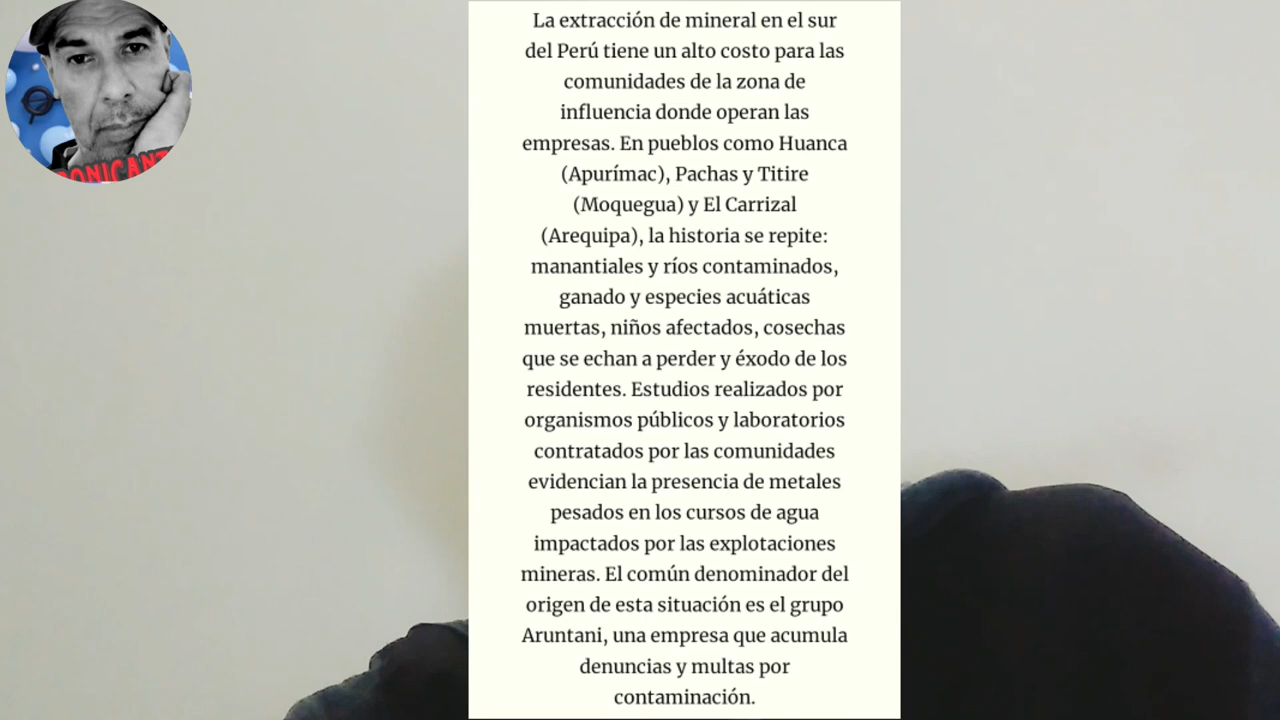 La extracción de mineral en el sur
del Perú tiene un alto costo para las
comunidades de la zona de
influencia donde operan las
empresas. En pueblos como Huanca
(Apurímac), Pachas y Titire
(Moquegua) y El Carrizal
(Arequipa), la historia se repite:
manantiales y ríos contaminados,
ganado y especies acuáticas
muertas, niños afectados, cosechas
que se echan a perder y éxodo de los
residentes. Estudios realizados por
organismos públicos y laboratorios
contratados por las comunidades
evidencian la presencia de metales
pesados en los cursos de agua
impactados por las explotaciones
mineras. El común denominador del
origen de esta situación es el grupo
Aruntani, una empresa que acumula
denuncias y multas por
contaminación.